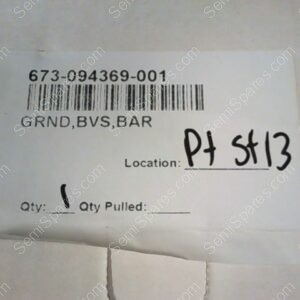 673-094369-001
GRND,BVS,BAR
Location: Pt St13
Qty: 1 Qty Pulled: